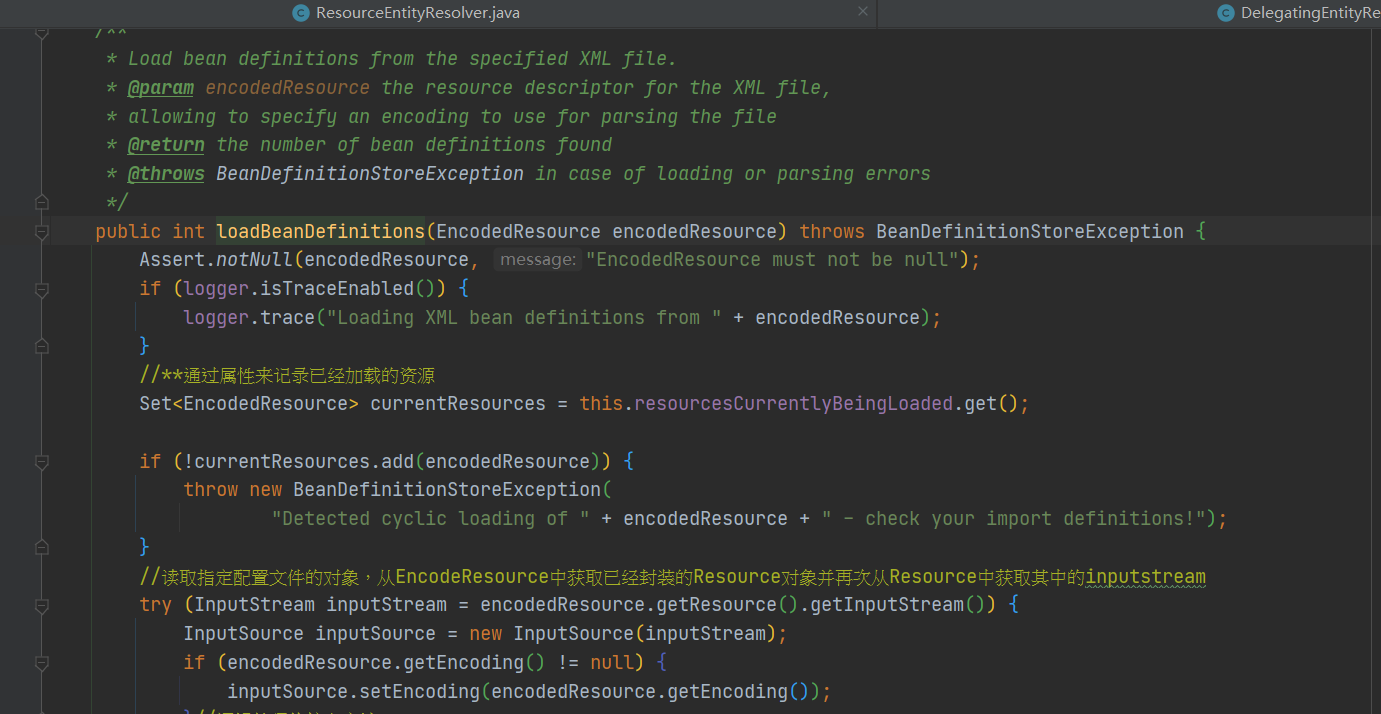 ResourceEntityResolver.java
DelegatingEntityRe
/**
* Load bean definitions from the specified XML file.
* @param encodedResource the resource descriptor for the XML file,
* allowing to specify an encoding to use for parsing the file
* @return the number of bean definitions found
* @throws BeanDefinitionStoreException in case of loading or parsing errors
*/
public int loadBeanDefinitions(EncodedResource encodedResource) throws BeanDefinitionStoreException {
Assert.notNull(encodedResource, message: "EncodedResource must not be null");
if (logger.isTraceEnabled()) {
logger.trace("Loading XML bean definitions from " + encodedResource);
}
//**通过属性来记录已经加载的资源
Set<EncodedResource> currentResources = this.resourcesCurrentlyBeingLoaded.get();
if (!currentResources.add(encodedResource)) {
throw new BeanDefinitionStoreException(
"Detected cyclic loading of " + encodedResource + " - check your import definitions!");
}
//读取指定配置文件的对象，从EncodeResource中获取已经封装的Resource对象并再次从Resource中获取其中的inputstream
try (InputStream inputStream = encodedResource.getResource().getInputStream()) {
InputSource inputSource = new InputSource(inputStream);
if (encodedResource.getEncoding() != null) {
inputSource.setEncoding(encodedResource.getEncoding());